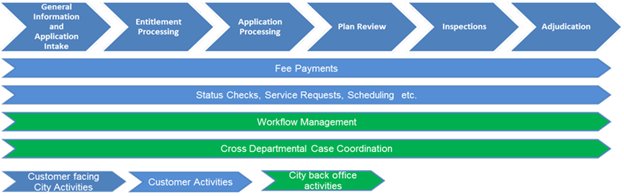 General
Information
and
Application
Intake
Entitlement
Processing
Application
Processing
Plan Review
Inspections
Adjudication
Fee Payments
Status Checks, Service Requests, Scheduling etc.
Workflow Management
Cross Departmental Case Coordination
Customer facing
City Activities
Customer Activities
City back office
activities